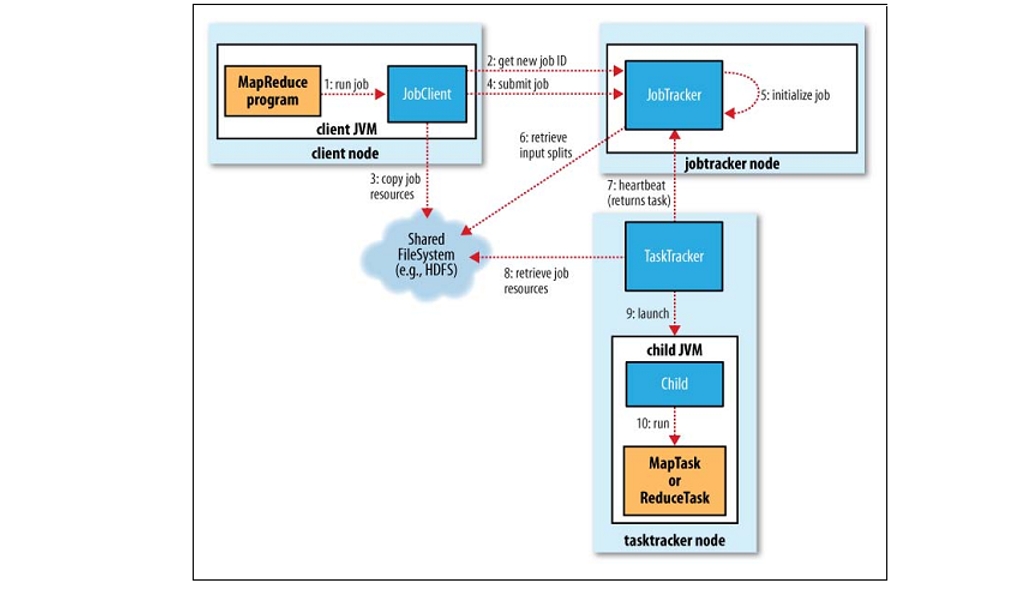 MapReduce
program
1: run job
JobClient
client JVM
client node
2: get new job ID
4: submit job
JobTracker
5: initialize job
jobtracker node
3: copy job
resources
6: retrieve
input splits
7: heartbeat
(returns task)
Shared
FileSystem
(e.g., HDFS)
8: retrieve job
resources
TaskTracker
9: launch
child JVM
Child
10: run
MapTask
or
ReduceTask
tasktracker node